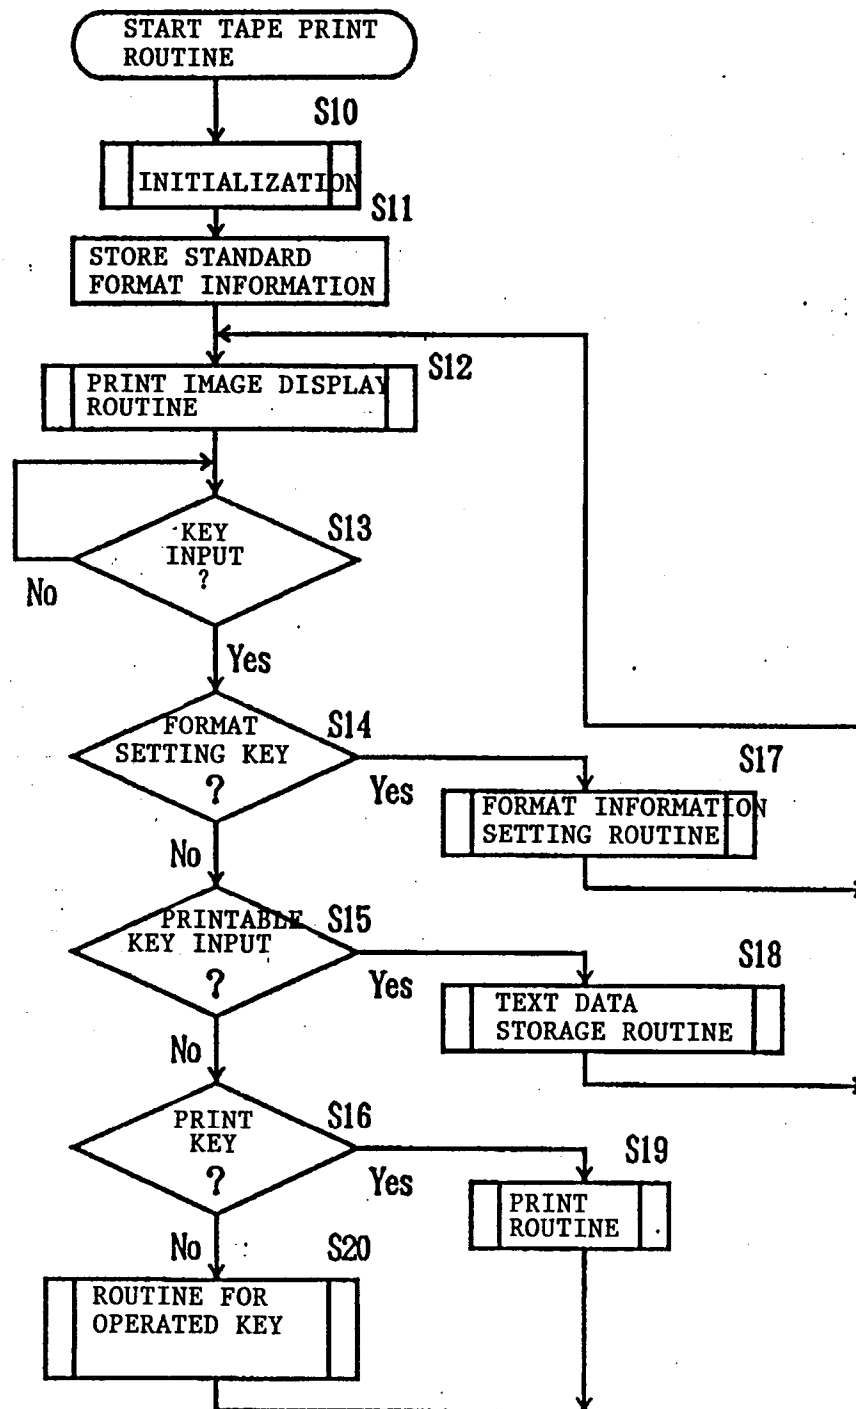 START TAPE PRINT
ROUTINE
S10
INITIALIZATION
S11
STORE STANDARD
FORMAT INFORMATION
S12
PRINT IMAGE DISPLAY
ROUTINE
S13
KEY
INPUT
?
No
Yes
S14
FORMAT
SETTING KEY
?
Yes
S17
FORMAT INFORMATION
SETTING ROUTINE
No
S15
PRINTABLE
KEY INPUT
?
Yes
S18
TEXT DATA
STORAGE ROUTINE
No
S16
PRINT
KEY
?
Yes
S19
PRINT
ROUTINE
No
S20
ROUTINE FOR
OPERATED KEY